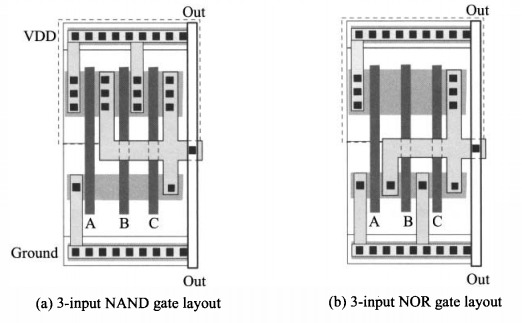 Out
Out
VDD
A
B
C
A
B
C
Ground
Out
Out
(a) 3-input NAND gate layout
(b) 3-input NOR gate layout